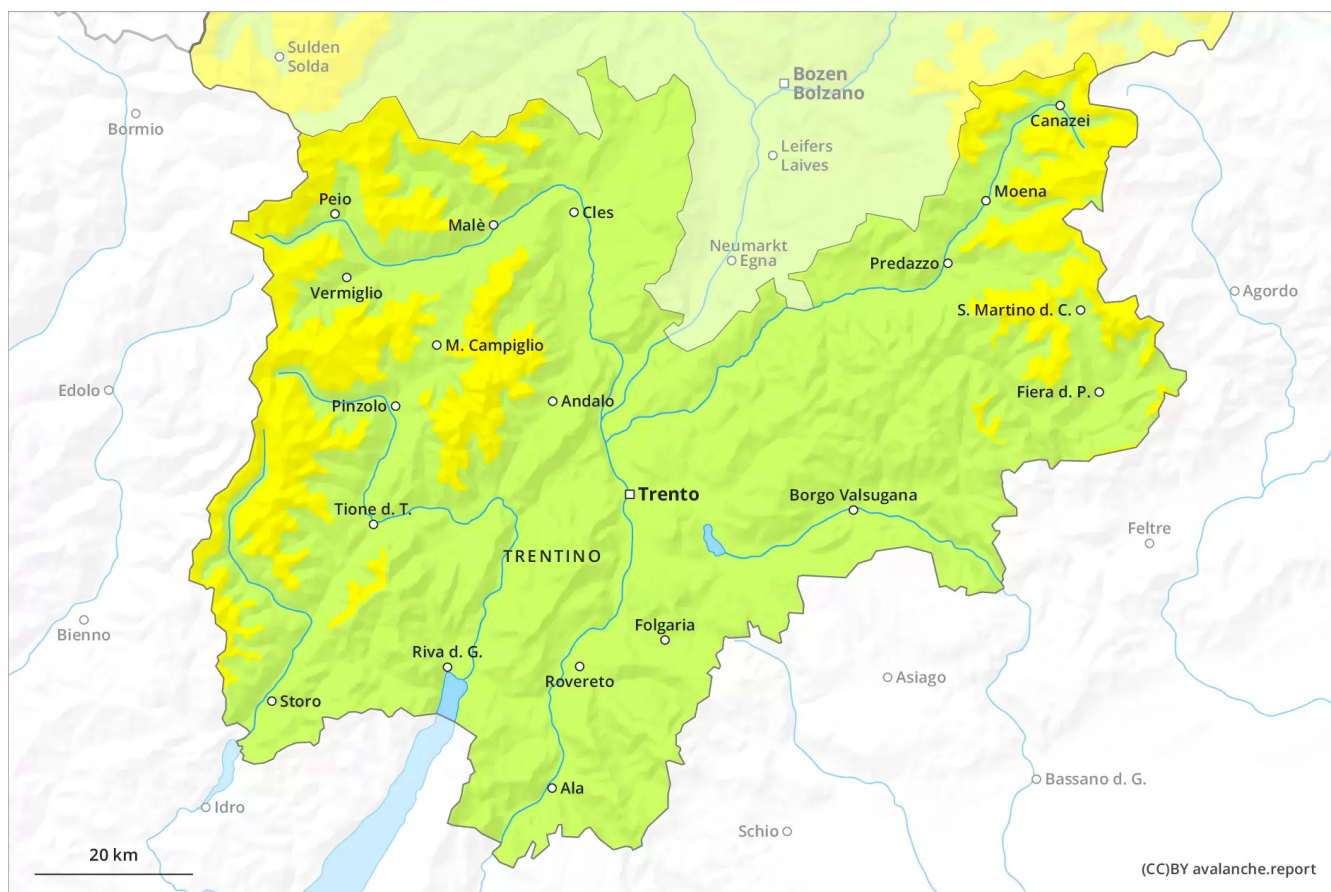 Sulden
Solda
Bozen
Bolzano
Bormio
Canazei
Leifers
Laives
Moena
Peio
Malè
Cles
Neumarkt
Egna
Predazzo
Vermiglio
Agordo
S. Martino d. C.
M. Campiglio
Edolo
Pinzolo
Andalo
Fiera d. P.
Trento
Borgo Valsugana
Tione d. T.
Feltre
TRENTINO
Bienno
Folgaria
Riva d. G.
Rovereto
Asiago
Storo
Bassano d. G.
Ala
Idro
Schio
20 km
(CC)BY avalanche.report